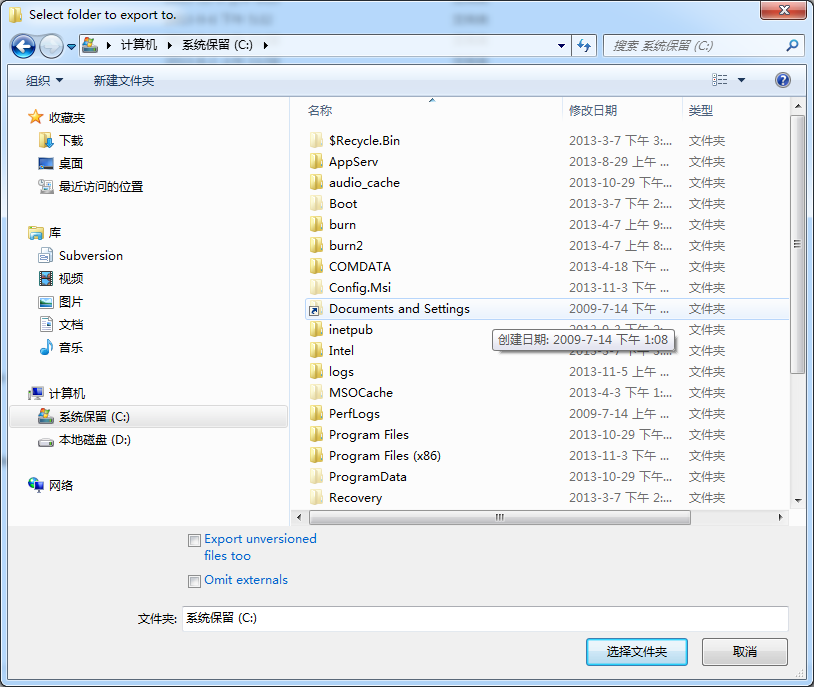 Select folder to export to.
计算机 系统保留 (C:)
搜索 系统保留 (C:)
组织 新建文件夹
收藏夹
下载
桌面
最近访问的位置
库
Subversion
视频
图片
文档
音乐
计算机
系统保留 (C:)
本地磁盘 (D:)
网络
名称 修改日期 类型
$Recycle.Bin 2013-3-7 下午 3:... 文件夹
AppServ 2013-8-29 上午 ... 文件夹
audio_cache 2013-10-29 下午... 文件夹
Boot 2013-3-7 下午 2:... 文件夹
burn 2013-4-7 上午 9:... 文件夹
burn2 2013-4-7 上午 8:... 文件夹
COMDATA 2013-4-18 下午 ... 文件夹
Config.Msi 2013-11-3 下午 ... 文件夹
Documents and Settings 2009-7-14 下午 ... 文件夹
inetpub 文件夹
创建日期: 2009-7-14 下午 1:08
Intel 文件夹
logs 2013-11-5 上午 ... 文件夹
MSOCache 2013-4-3 下午 1:... 文件夹
PerfLogs 2009-7-14 上午 ... 文件夹
Program Files 2013-10-29 下午... 文件夹
Program Files (x86) 2013-11-3 下午 ... 文件夹
ProgramData 2013-10-29 下午... 文件夹
Recovery 2013-3-7 下午 2:... 文件夹
Export unversioned
files too
Omit externals
文件夹: 系统保留 (C:)
选择文件夹 取消